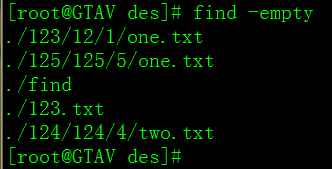 [root@GTAV des]# find -empty
./123/12/1/one.txt
./125/125/5/one.txt
./find
./123.txt
./124/124/4/two.txt
[root@GTAV des]#